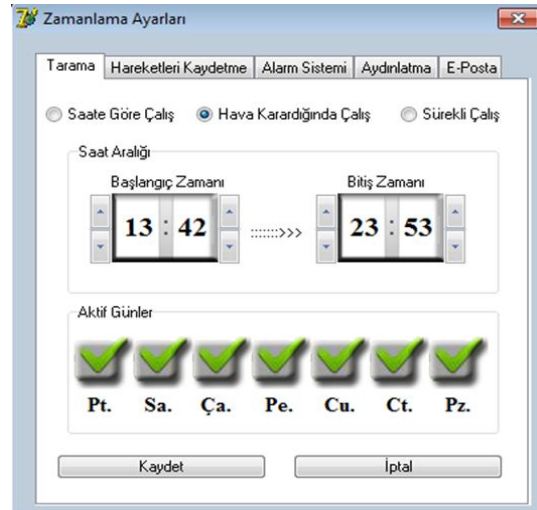 Zamanlama Ayarları
Tarama Hareketleri Kaydetme Alarm Sistemi Aydınlatma E-Posta
Saate Göre Çalış Hava Karardığında Çalış Sürekli Çalış
Saat Aralığı
Başlangıç Zamanı Bitiş Zamanı
13 : 42 :::::::>>> 23 : 53
Aktif Günler
Pt. Sa. Ça. Pe. Cu. Ct. Pz.
Kaydet İptal